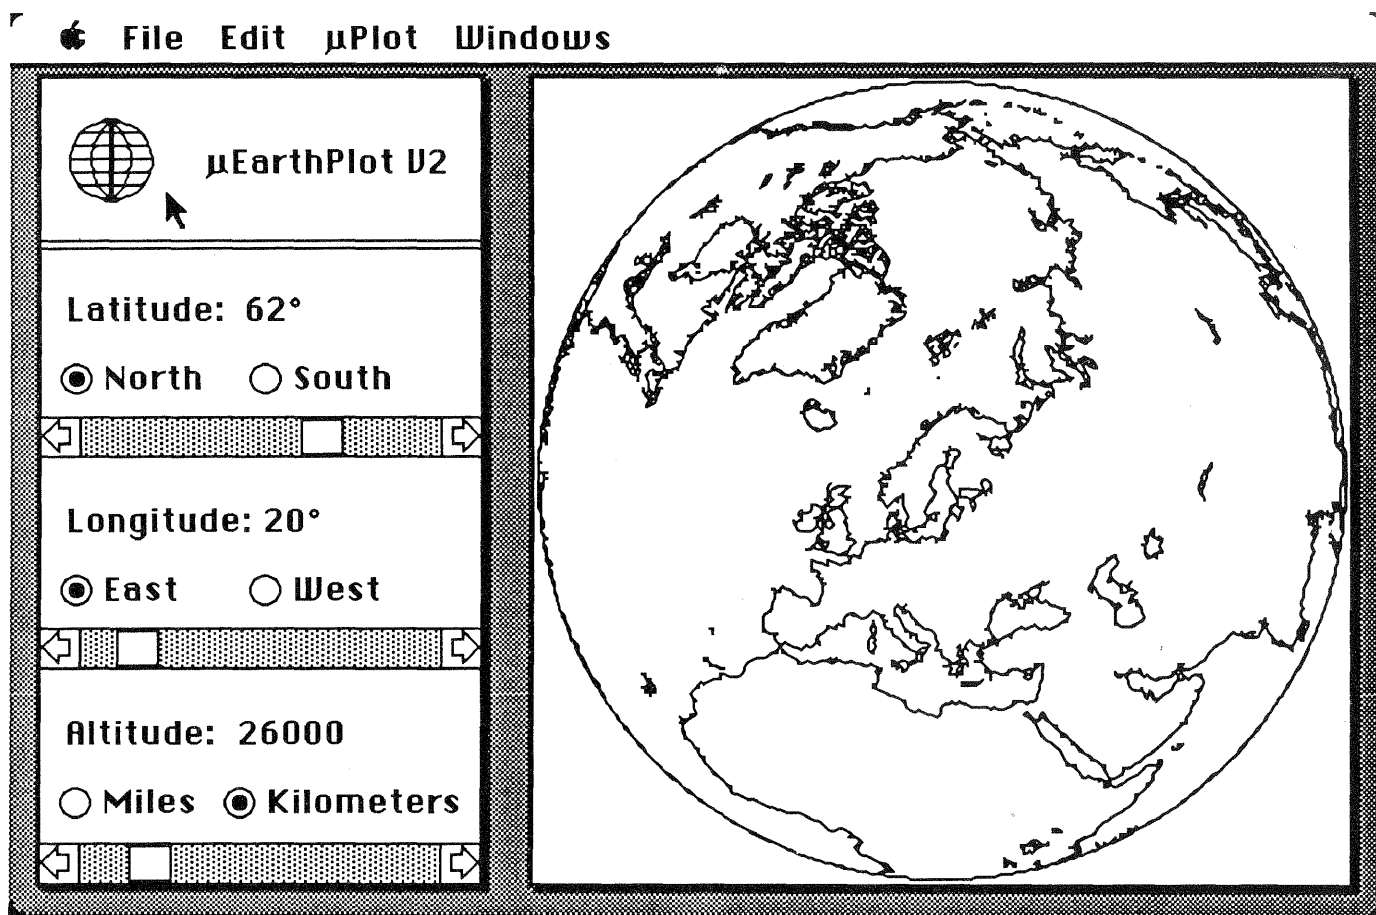 File Edit µPlot Windows
µEarthPlot V2
Latitude: 62°
North South
Longitude: 20°
East West
Altitude: 26000
Miles Kilometers